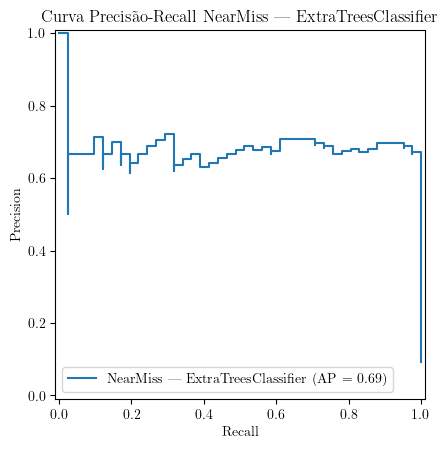 Curva Precisão-Recall NearMiss — ExtraTreesClassifier
1.0
0.8
0.6
0.4
0.2
0.0
Precision
NearMiss — ExtraTreesClassifier (AP = 0.69)
0.0 0.2 0.4 0.6 0.8 1.0
Recall